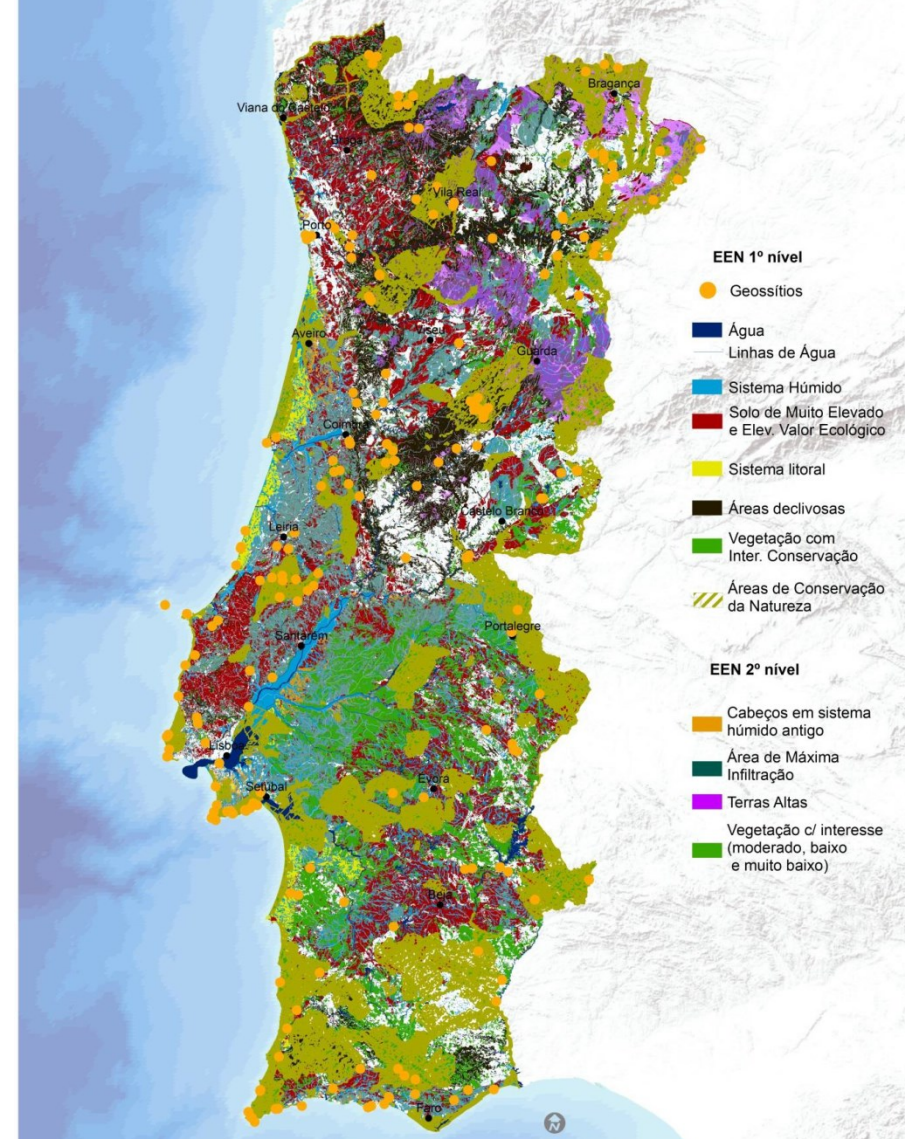 Bragança
Viana do Castelo
Braga
Vila Real
Porto
Aveiro
Viseu
Guarda
Coimbra
Castelo Branco
Leiria
Portalegre
Santarém
Lisboa
Évora
Setúbal
Beja
Faro
EEN 1º nível
Geossítios
Água
Linhas de Água
Sistema Húmido
Solo de Muito Elevado
e Elev. Valor Ecológico
Sistema litoral
Áreas declivosas
Vegetação com
Inter. Conservação
Áreas de Conservação
da Natureza
EEN 2º nível
Cabeços em sistema
húmido antigo
Área de Máxima
Infiltração
Terras Altas
Vegetação c/ interesse
(moderado, baixo
e muito baixo)
N